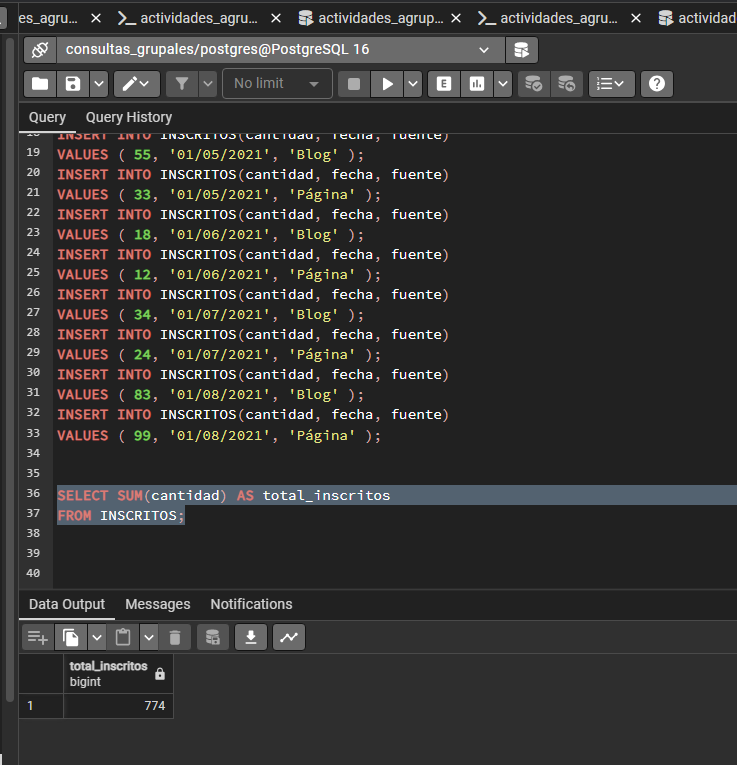 es_agru...
actividades_agru...
actividades_agrup...
actividades_agru...
actividad
consultas_grupales/postgres@PostgreSQL 16
No limit
E
Query
Query History
18 INSERT INTO INSCRITOS(cantidad, fecha, fuente)
19 VALUES ( 55, '01/05/2021', 'Blog' );
20 INSERT INTO INSCRITOS(cantidad, fecha, fuente)
21 VALUES ( 33, '01/05/2021', 'Página' );
22 INSERT INTO INSCRITOS(cantidad, fecha, fuente)
23 VALUES ( 18, '01/06/2021', 'Blog' );
24 INSERT INTO INSCRITOS(cantidad, fecha, fuente)
25 VALUES ( 12, '01/06/2021', 'Página' );
26 INSERT INTO INSCRITOS(cantidad, fecha, fuente)
27 VALUES ( 34, '01/07/2021', 'Blog' );
28 INSERT INTO INSCRITOS(cantidad, fecha, fuente)
29 VALUES ( 24, '01/07/2021', 'Página' );
30 INSERT INTO INSCRITOS(cantidad, fecha, fuente)
31 VALUES ( 83, '01/08/2021', 'Blog' );
32 INSERT INTO INSCRITOS(cantidad, fecha, fuente)
33 VALUES ( 99, '01/08/2021', 'Página' );
34
35
36 SELECT SUM(cantidad) AS total_inscritos
37 FROM INSCRITOS;
38
39
40
Data Output
Messages
Notifications
total_inscritos
bigint
1 774